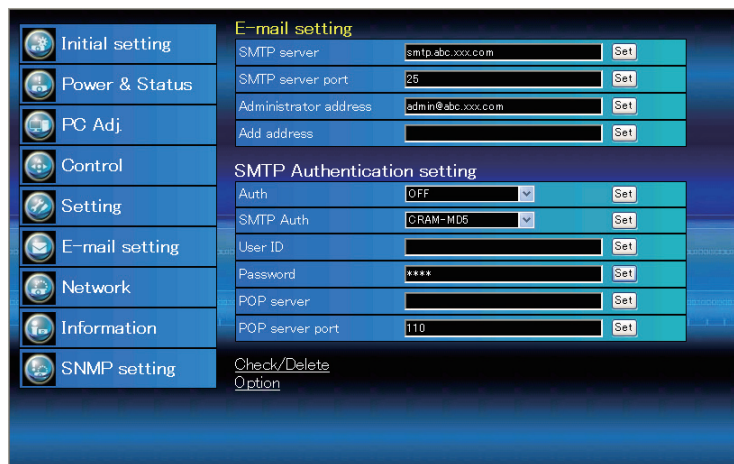 Initial setting
Power & Status
PC Adj.
Control
Setting
E-mail setting
Network
Information
SNMP setting
E-mail setting
SMTP server smtp.abc.xxx.com Set
SMTP server port 25 Set
Administrator address admin@abc.xxx.com Set
Add address Set
SMTP Authentication setting
Auth OFF Set
SMTP Auth CRAM-MD5 Set
User ID Set
Password **** Set
POP server Set
POP server port 110 Set
Check/Delete
Option